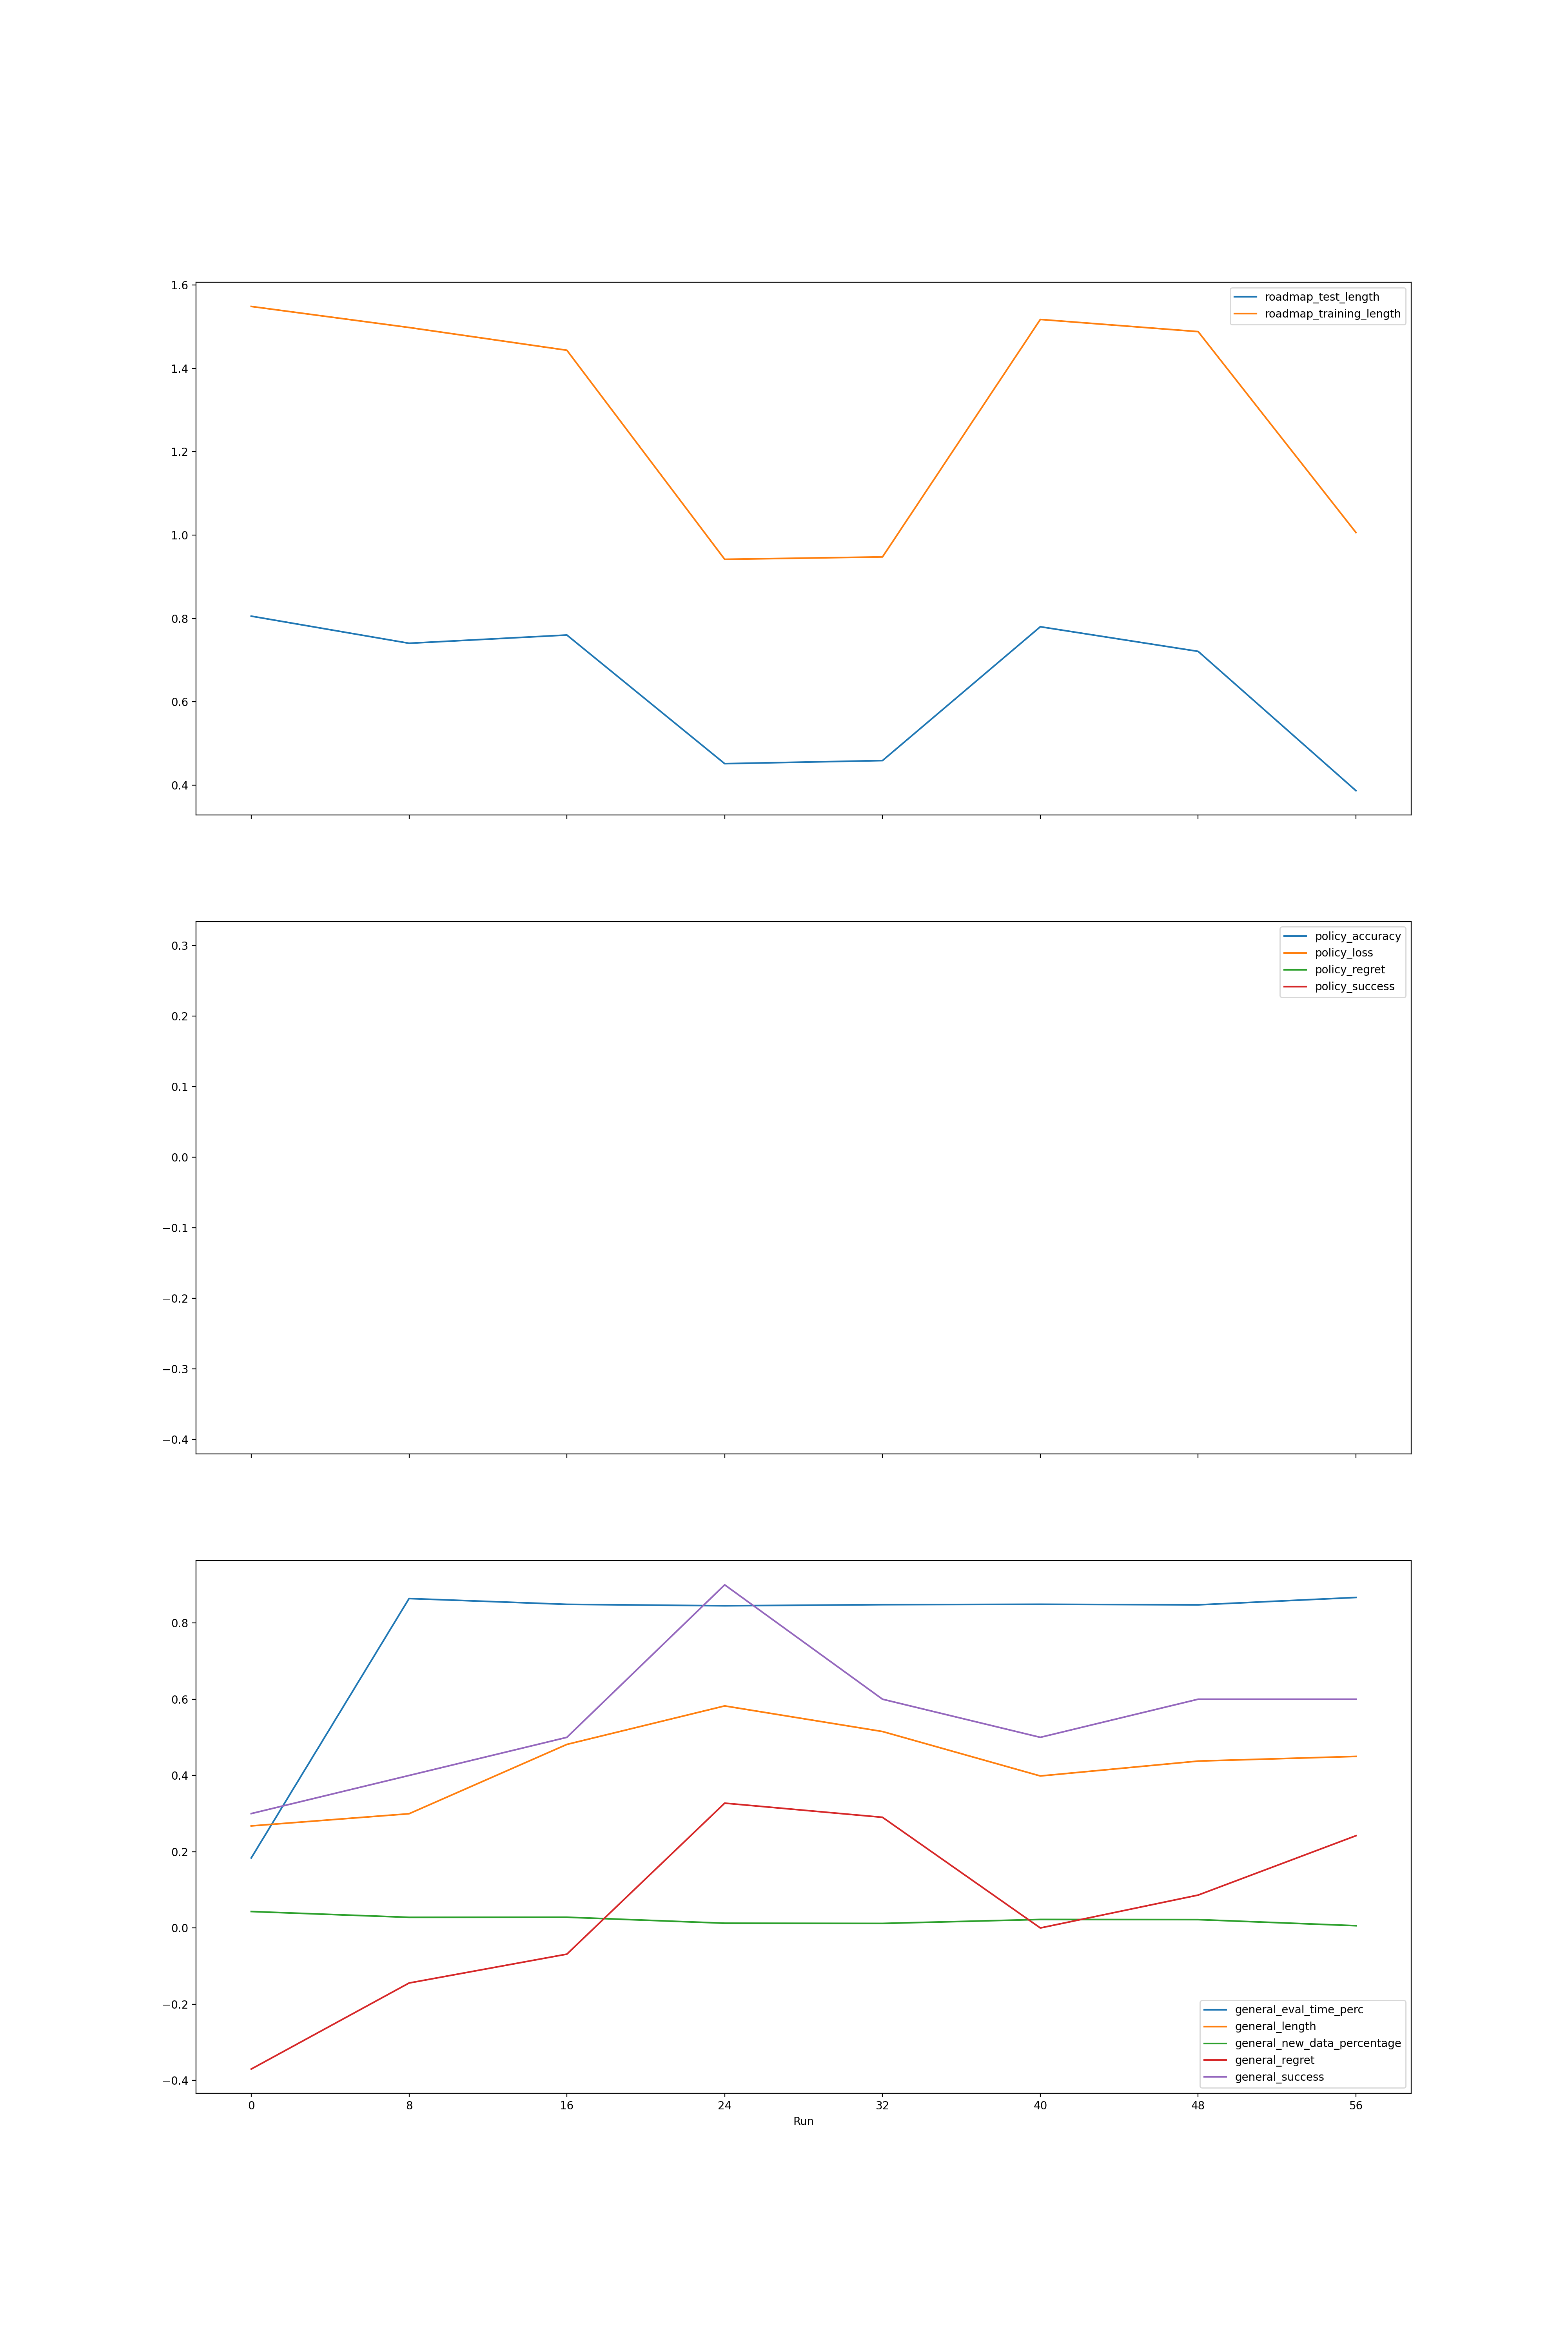 1.6
1.4
1.2
1.0
0.8
0.6
0.4
roadmap_test_length
roadmap_training_length
0.3
0.2
0.1
0.0
−0.1
−0.2
−0.3
−0.4
policy_accuracy
policy_loss
policy_regret
policy_success
0.8
0.6
0.4
0.2
0.0
−0.2
−0.4
general_eval_time_perc
general_length
general_new_data_percentage
general_regret
general_success
0 8 16 24 32 40 48 56
Run